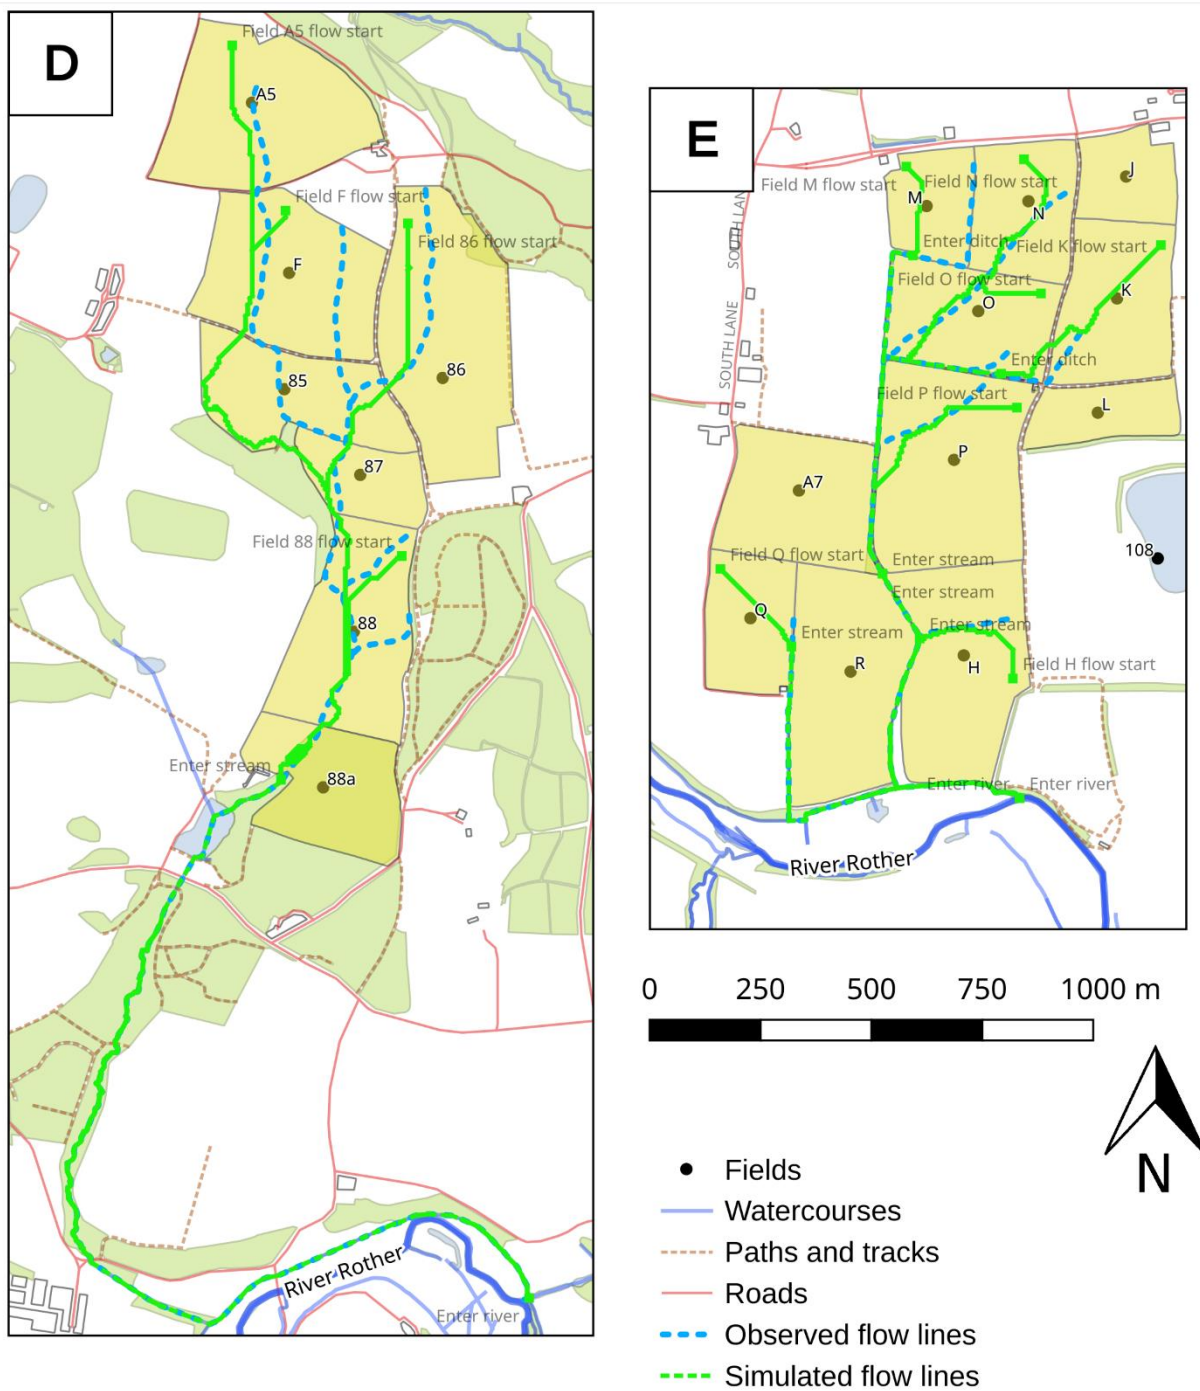 D
Field A5 flow start
A5
Field F flow start
Field 86 flow start
F
85
86
87
Field 88 flow start
88
Enter stream
88a
River Rother
Enter river
E
SOUTH LAN
SOUTH LANE
Field M flow start
Field N flow start
J
M
N
Enter ditch
Field K flow start
Field O flow start
K
O
Enter ditch
Field P flow start
L
P
A7
108
Field Q flow start
Enter stream
Enter stream
Q
Enter stream
Enter stream
R
H
Field H flow start
Enter river
Enter river
River Rother
0 250 500 750 1000 m
N
Fields
Watercourses
Paths and tracks
Roads
Observed flow lines
Simulated flow lines